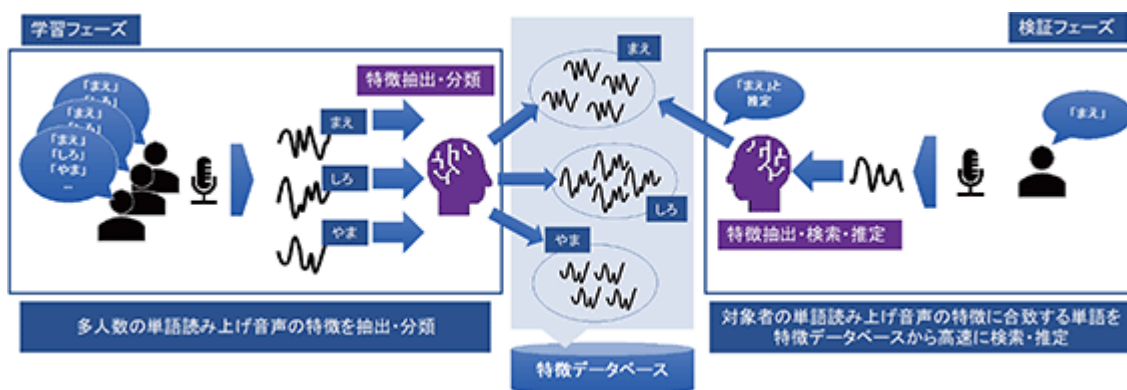 学習フェーズ
「まえ」
「しろ」
「まえ」
「しろ」
「まえ」
「しろ」
「やま」
...
特徴抽出・分類
まえ
しろ
やま
多人数の単語読み上げ音声の特徴を抽出・分類
まえ
しろ
やま
特徴データベース
検証フェーズ
「まえ」と
推定
「まえ」
特徴抽出・検索・推定
対象者の単語読み上げ音声の特徴に合致する単語を
特徴データベースから高速に検索・推定